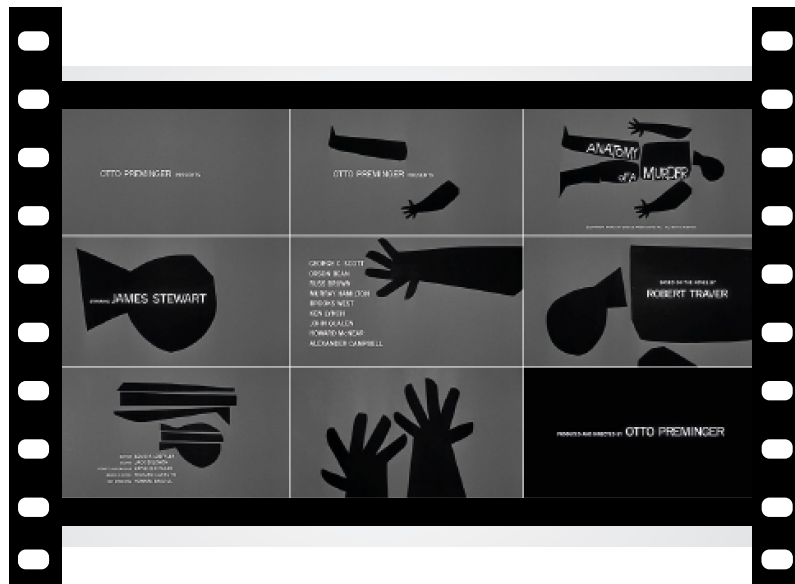 OTTO PREMINGER PRESENTS
OTTO PREMINGER PRESENTS
ANATOMY
OF A MURDER
STARRING JAMES STEWART
GEORGE C. SCOTT
ORSON BEAN
RUSS BROWN
MURRAY HAMILTON
BROOKS WEST
KEN LYNCH
JOHN QUALEN
HOWARD McNEAR
ALEXANDER CAMPBELL
BASED ON THE NOVEL BY
ROBERT TRAVER
PRODUCED AND DIRECTED BY OTTO PREMINGER